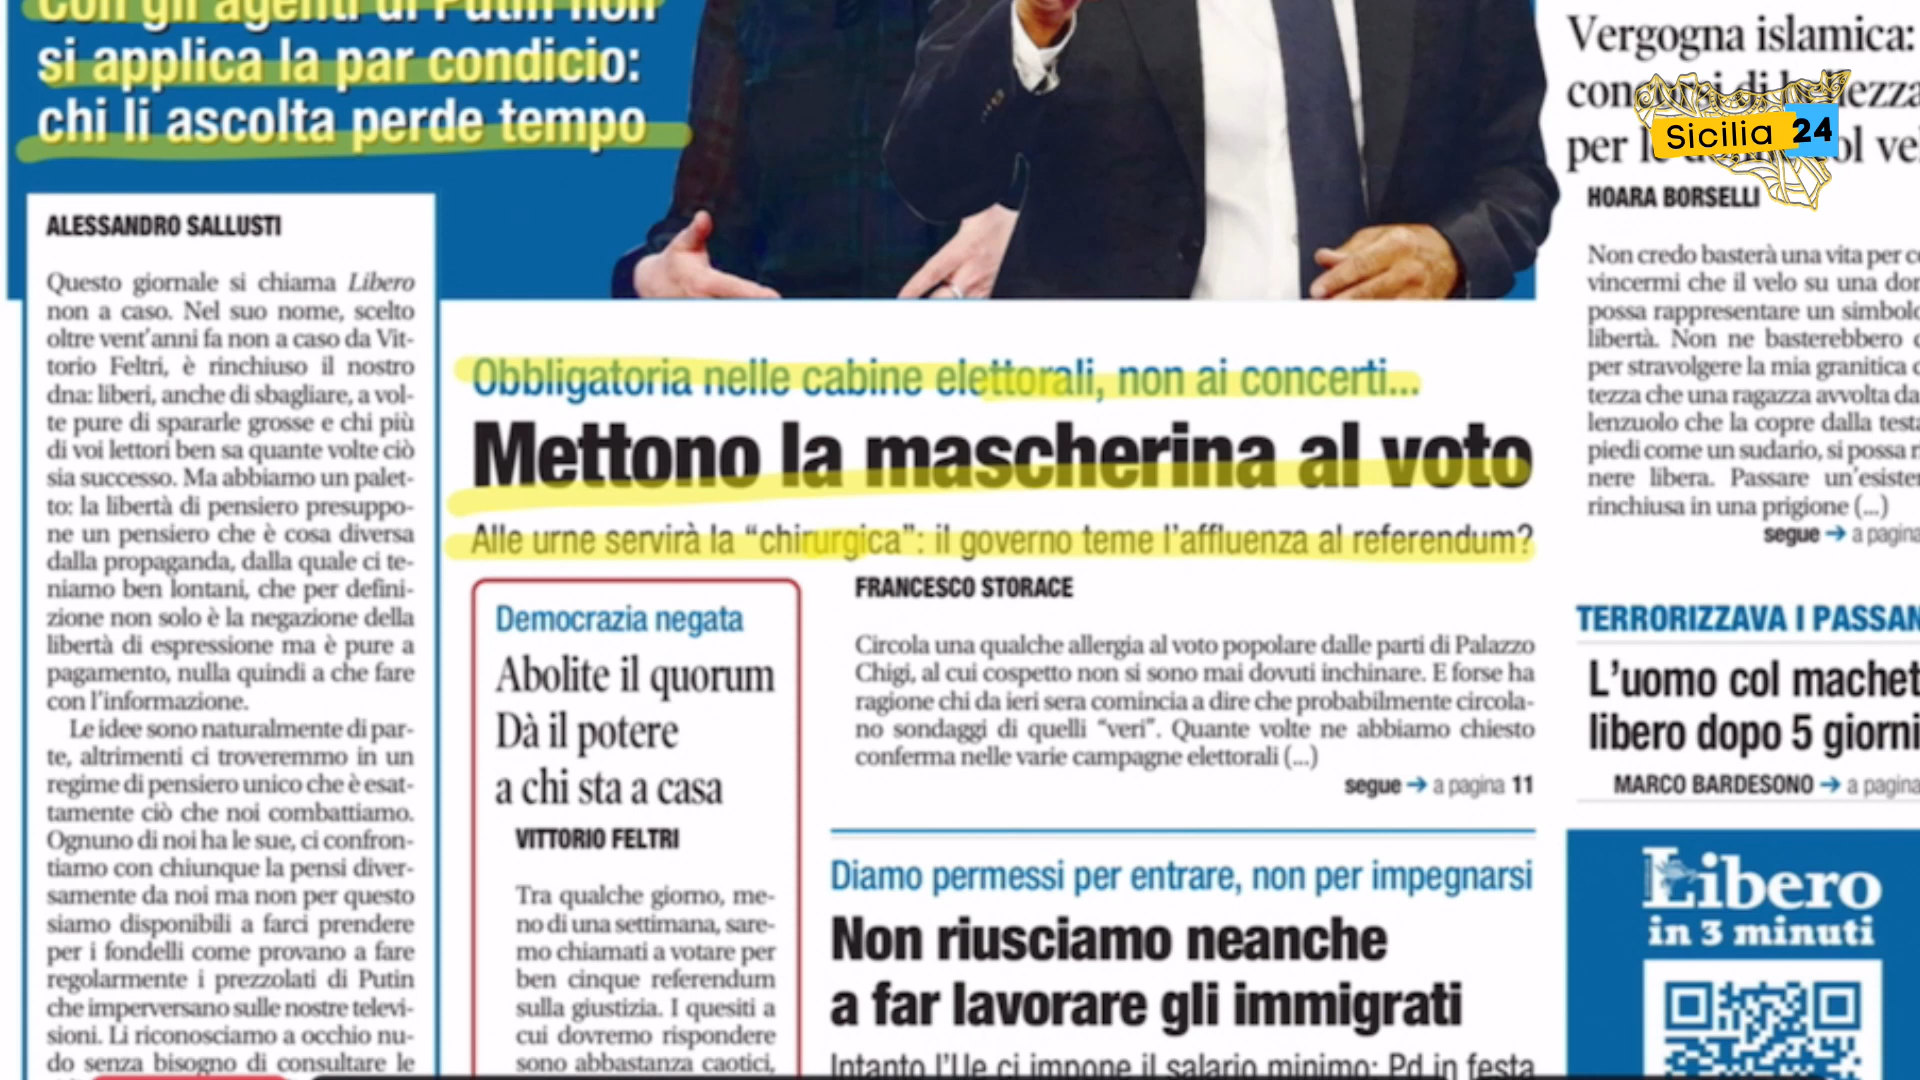 Con gli agenti di Putin non
si applica la par condicio:
chi li ascolta perde tempo
ALESSANDRO SALLUSTI
Questo giornale si chiama Libero
non a caso. Nel suo nome, scelto
oltre vent'anni fa non a caso da Vit-
torio Feltri, è rinchiuso il nostro
dna: liberi, anche di sbagliare, a vol-
te pure di spararle grosse e chi più
di voi lettori ben sa quante volte ciò
sia successo. Ma abbiamo un palet-
to: la libertà di pensiero presuppo-
ne un pensiero che è cosa diversa
dalla propaganda, dalla quale ci te-
niamo ben lontani, che per defini-
zione non solo è la negazione della
libertà di espressione ma è pure a
pagamento, nulla quindi a che fare
con l'informazione.
Le idee sono naturalmente di par-
te, altrimenti ci troveremmo in un
regime di pensiero unico che è esat-
tamente ciò che noi combattiamo.
Ognuno di noi ha le sue, ci confron-
tiamo con chiunque la pensi diver-
samente da noi ma non per questo
siamo disponibili a farci prendere
per i fondelli come provano a fare
regolarmente i prezzolati di Putin
che imperversano sulle nostre televi-
sioni. Li riconosciamo a occhio nu-
do senza bisogno di consultare le
Obbligatoria nelle cabine elettorali, non ai concerti...
Mettono la mascherina al voto
Alle urne servirà la “chirurgica”: il governo teme l'affluenza al referendum?
Democrazia negata
Abolite il quorum
Dà il potere
a chi sta a casa
VITTORIO FELTRI
Tra qualche giorno, me-
no di una settimana, sare-
mo chiamati a votare per
ben cinque referendum
sulla giustizia. I quesiti a
cui dovremo rispondere
sono abbastanza caotici,
FRANCESCO STORACE
Circola una qualche allergia al voto popolare dalle parti di Palazzo
Chigi, al cui cospetto non si sono mai dovuti inchinare. E forse ha
ragione chi da ieri sera comincia a dire che probabilmente circola-
no sondaggi di quelli “veri”. Quante volte ne abbiamo chiesto
conferma nelle varie campagne elettorali (...)
segue ➔ a pagina 11
Diamo permessi per entrare, non per impegnarsi
Non riusciamo neanche
a far lavorare gli immigrati
Intanto l'Ue ci impone il salario minimo: Pd in festa
Vergogna islamica:
di
per
HOARA BORSELLI
Sicilia 24
Non credo basterà una vita per
vincermi che il velo su una
possa rappresentare un
libertà. Non ne basterebbero
per stravolgere la mia granitica
tezza che una ragazza avvolta
lenzuolo che la copre dalla
piedi come un sudario, si possa
nere libera. Passare
rinchiusa in una prigione (...)
segue ➔ a pagina
TERRORIZZAVA I
L'uomo col
libero dopo 5 giorni
MARCO BARDESONO ➔ a pagina
Libero
in 3 minuti